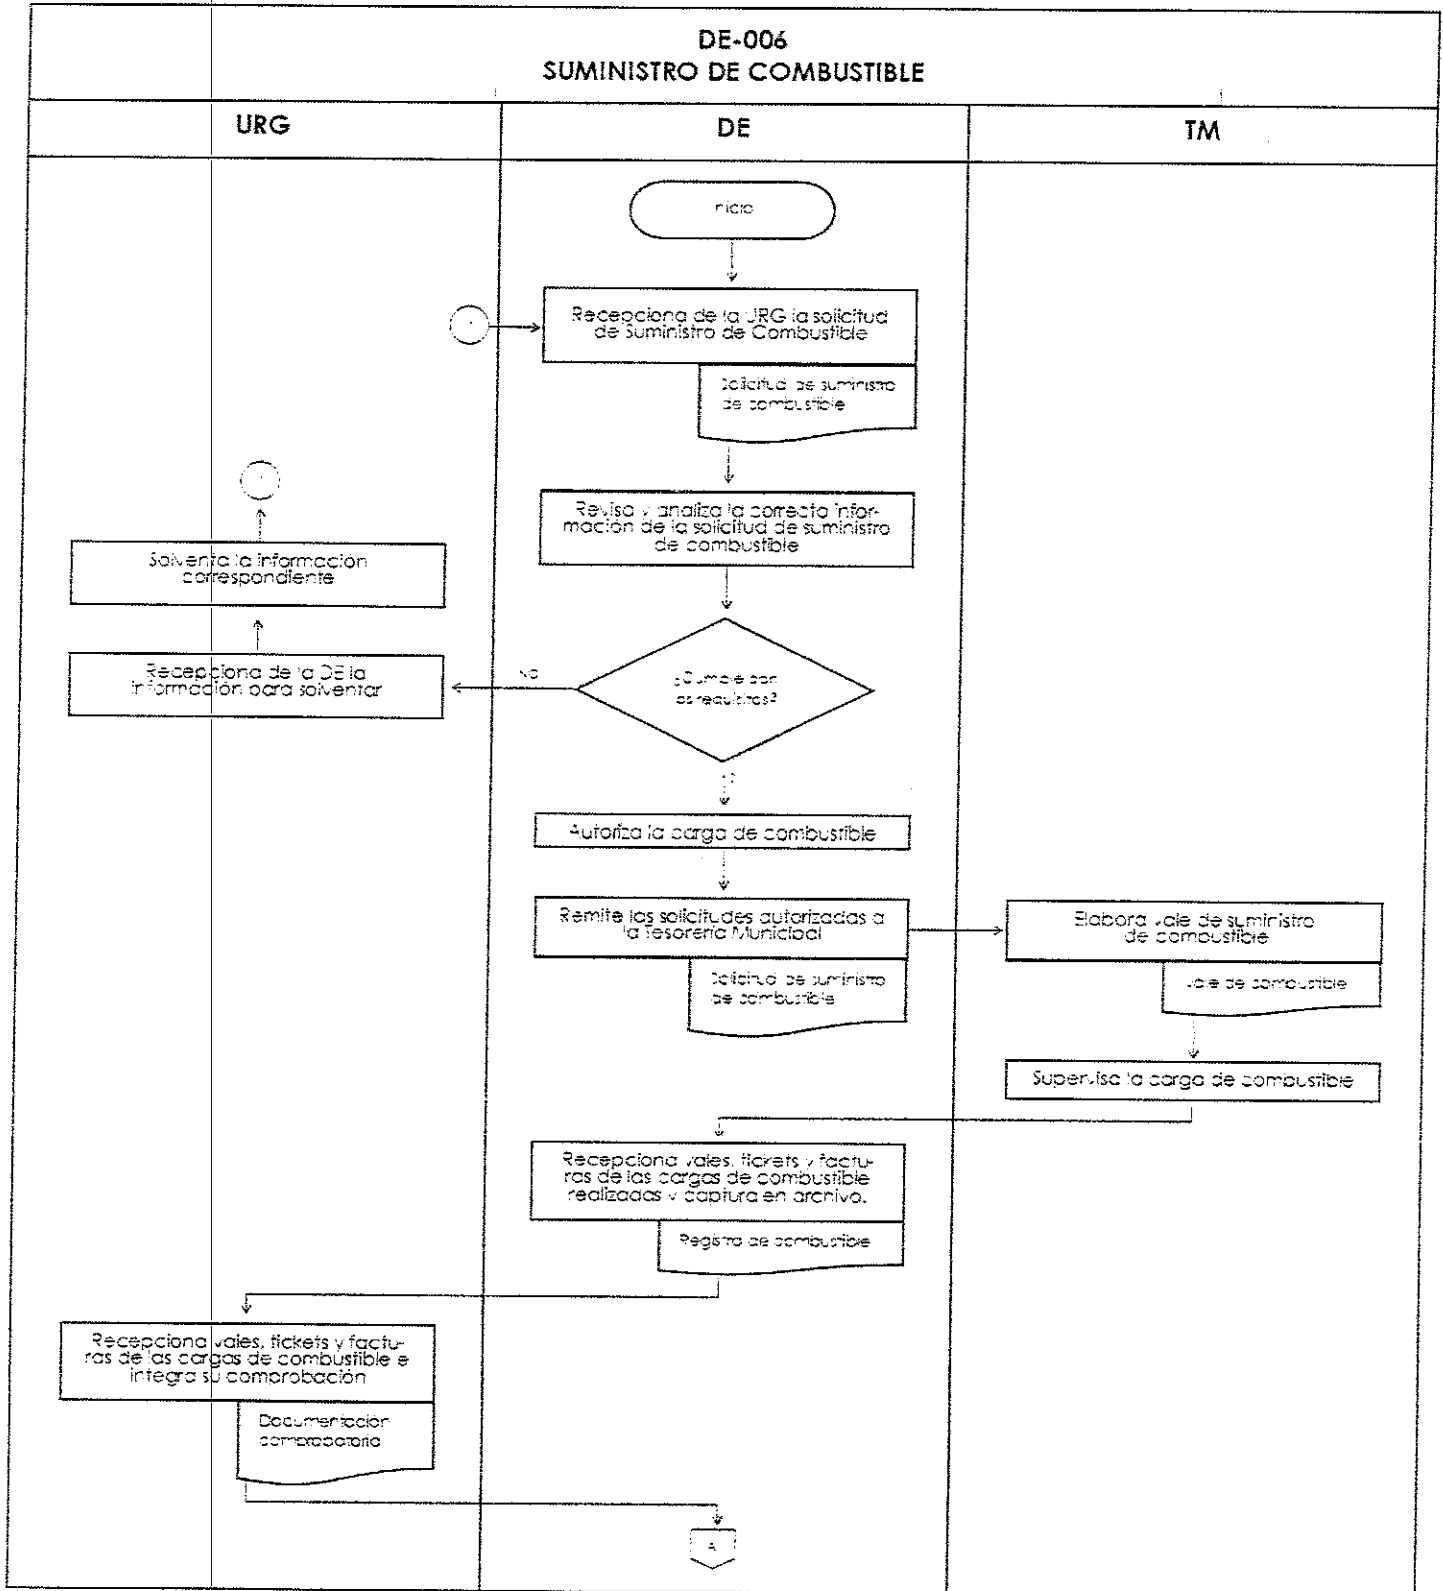 DE-006
SUMINISTRO DE COMBUSTIBLE
URG
DE
TM
Inicio
Recepciona de la URG la solicitud
de Suministro de Combustible
Solicitud de suministro
de combustible
Revisa y analiza la correcta infor-
mación de la solicitud de suministro
de combustible
Solventa la información
correspondiente
Recepciona de la DE la
información para solventar
No
¿Cumple con
los requisitos?
Autoriza la carga de combustible
Remite las solicitudes autorizadas a
la Tesorería Municipal
Solicitud de suministro
de combustible
Elabora vale de suministro
de combustible
Vale de combustible
Supervisa la carga de combustible
Recepciona vales, tickets y factu-
ras de las cargas de combustible
realizadas y captura en archivo.
Registro de combustible
Recepciona vales, tickets y factu-
ras de las cargas de combustible e
integra su comprobación
Documentación
comprobatoria
A